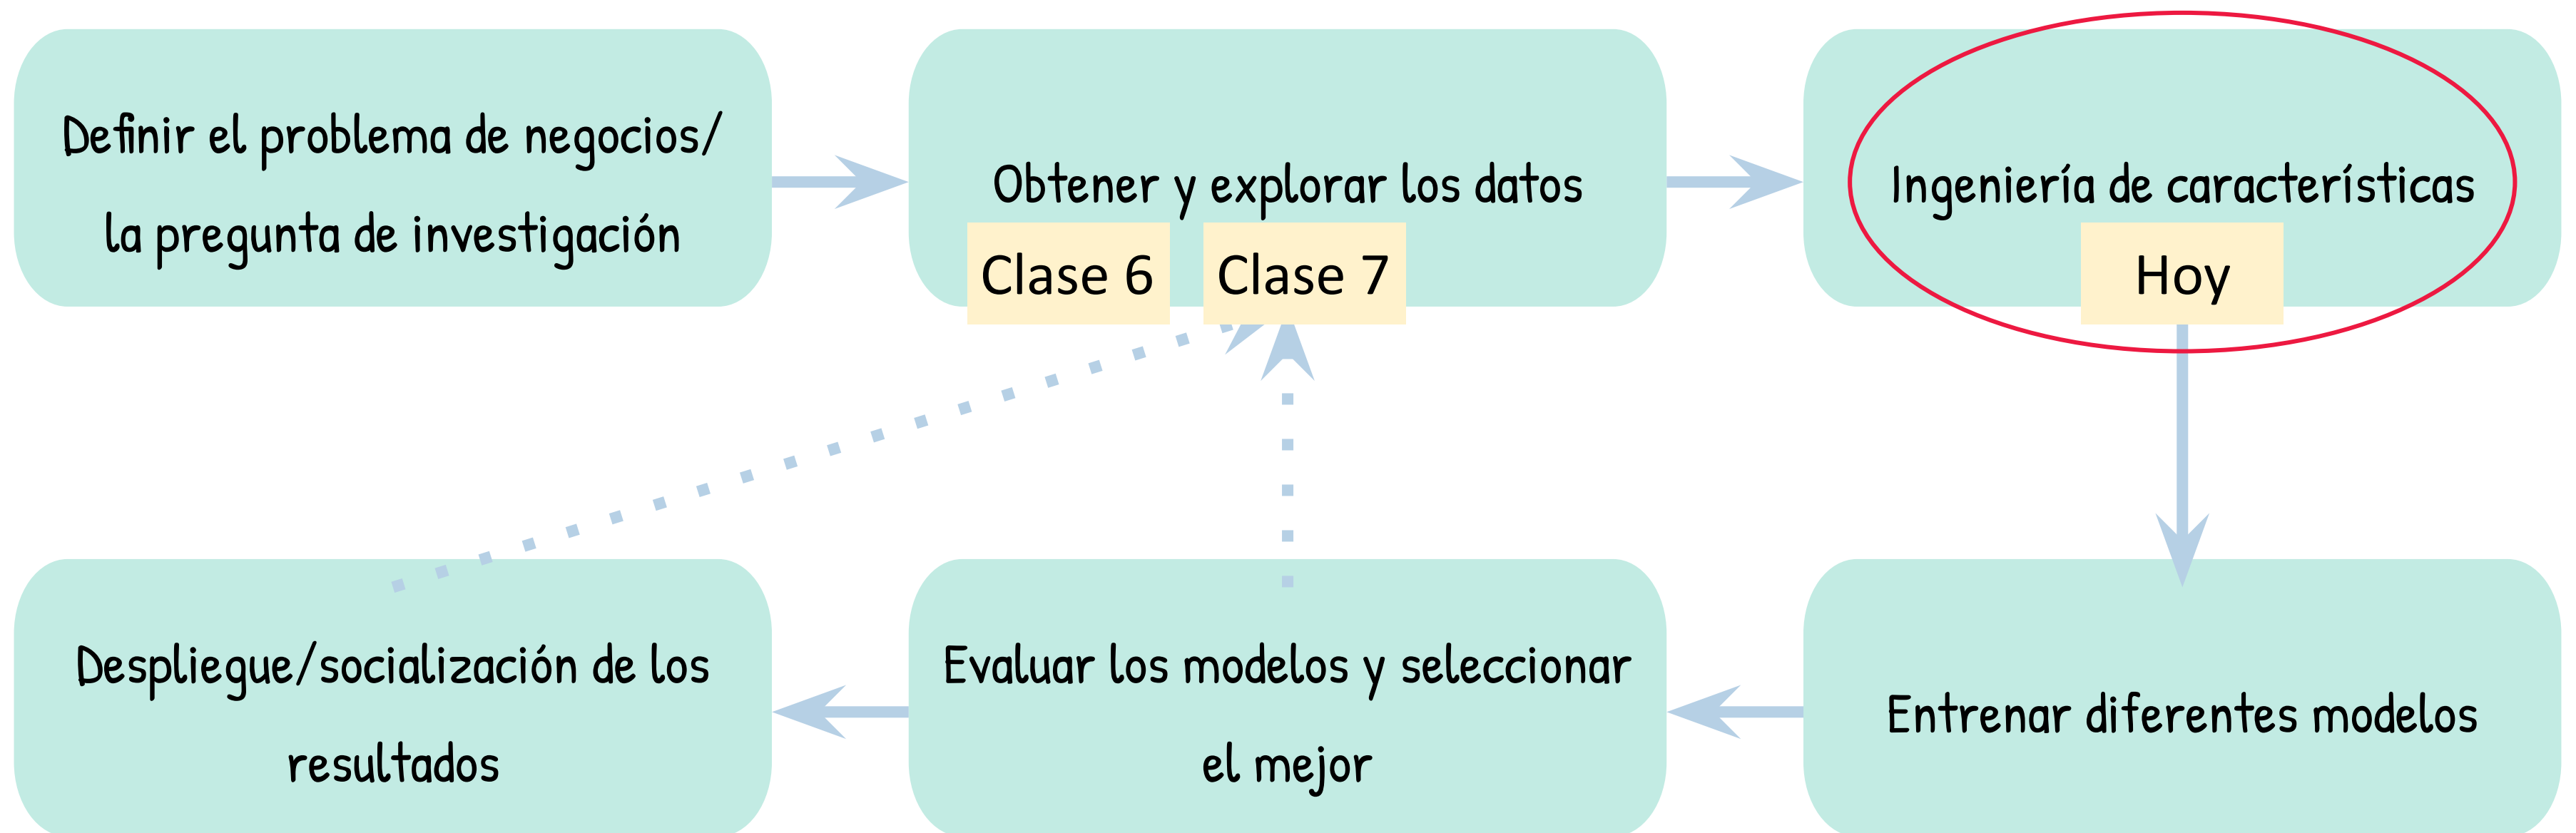 Definir el problema de negocios/
la pregunta de investigación
Obtener y explorar los datos
Clase 6
Clase 7
Ingeniería de características
Hoy
Despliegue/socialización de los
resultados
Evaluar los modelos y seleccionar
el mejor
Entrenar diferentes modelos